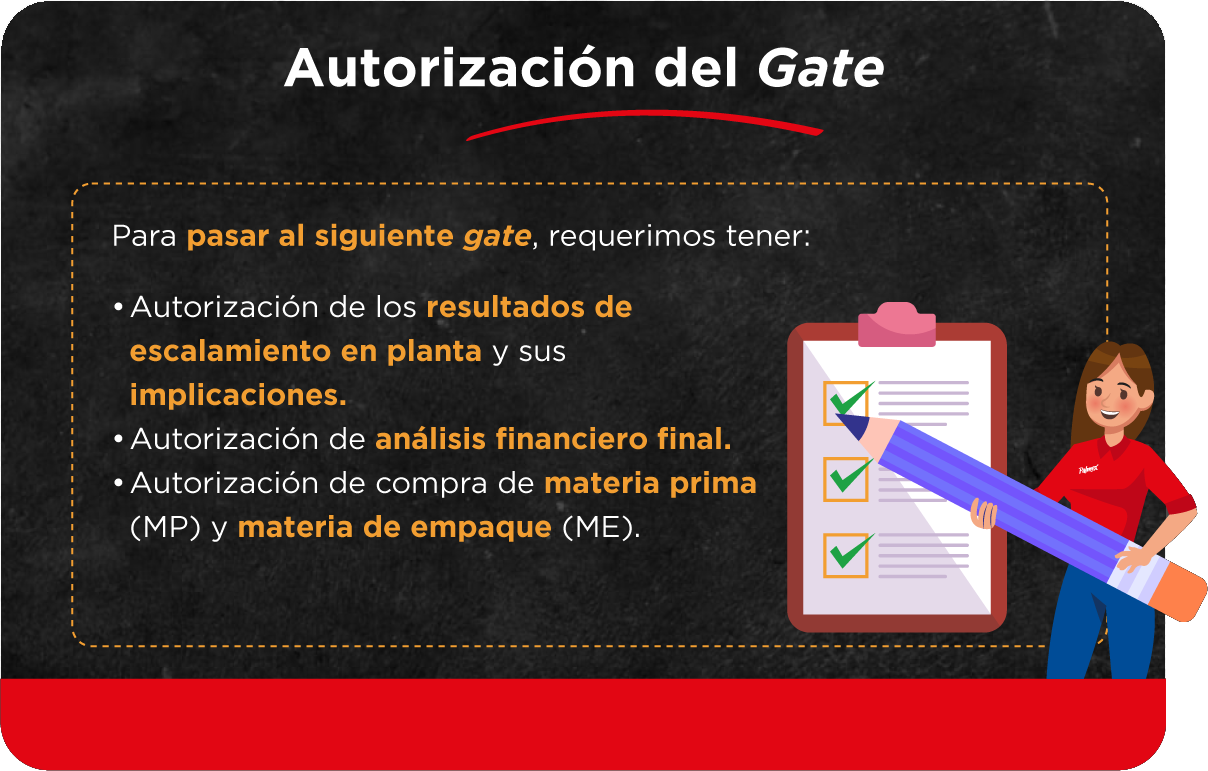 Autorización del Gate
Para pasar al siguiente gate, requerimos tener:
• Autorización de los resultados de
escalamiento en planta y sus
implicaciones.
• Autorización de análisis financiero final.
• Autorización de compra de materia prima
(MP) y materia de empaque (ME).